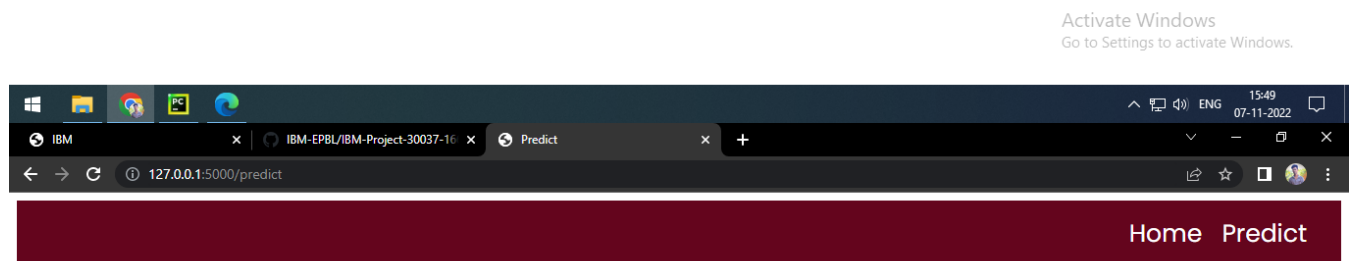 Activate Windows
Go to Settings to activate Windows.
PC
ENG
15:49
07-11-2022
IBM
IBM-EPBL/IBM-Project-30037-16
Predict
127.0.0.1:5000/predict
Home Predict